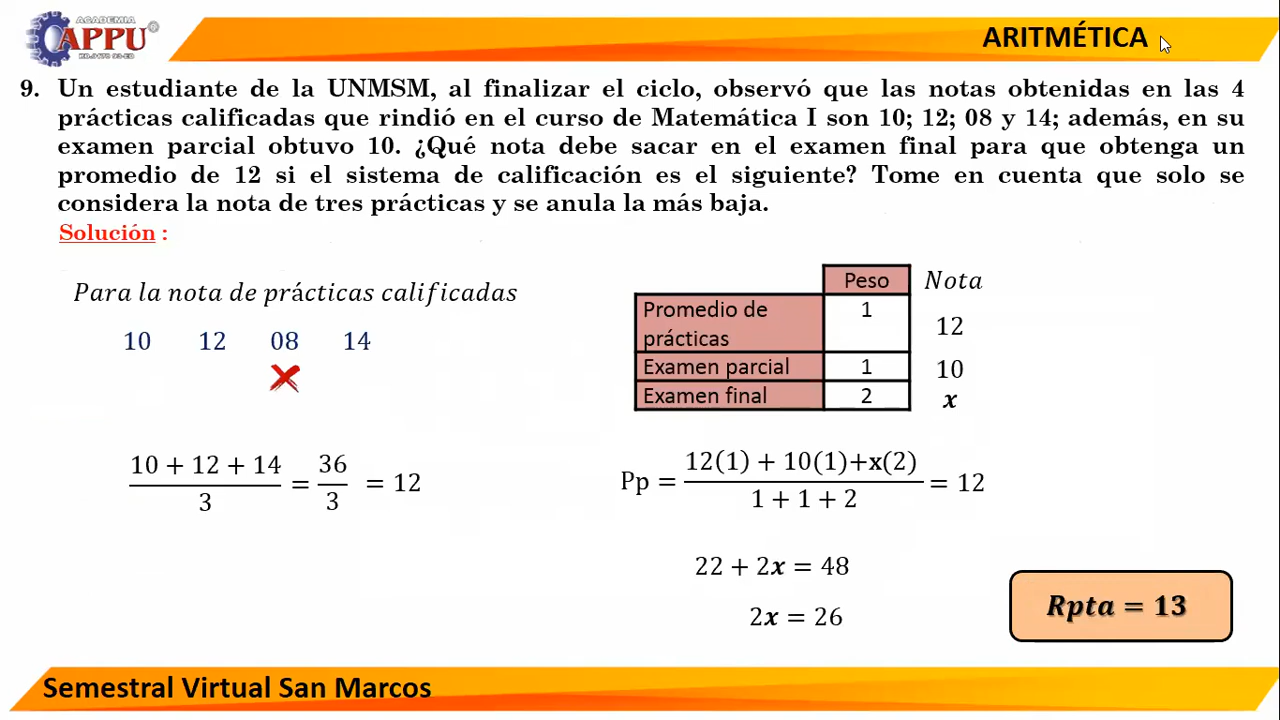 ACADEMIA
APPU
ARITMÉTICA
9. Un estudiante de la UNMSM, al finalizar el ciclo, observó que las notas obtenidas en las 4
prácticas calificadas que rindió en el curso de Matemática I son 10; 12; 08 y 14; además, en su
examen parcial obtuvo 10. ¿Qué nota debe sacar en el examen final para que obtenga un
promedio de 12 si el sistema de calificación es el siguiente? Tome en cuenta que solo se
considera la nota de tres prácticas y se anula la más baja.
Solución :
Para la nota de prácticas calificadas
10 12 08 14
10 + 12 + 14 / 3 = 36 / 3 = 12
Peso Nota
Promedio de prácticas 1 12
Examen parcial 1 10
Examen final 2 x
Pp = 12(1) + 10(1)+x(2) / 1 + 1 + 2 = 12
22 + 2x = 48
2x = 26
Rpta = 13
Semestral Virtual San Marcos